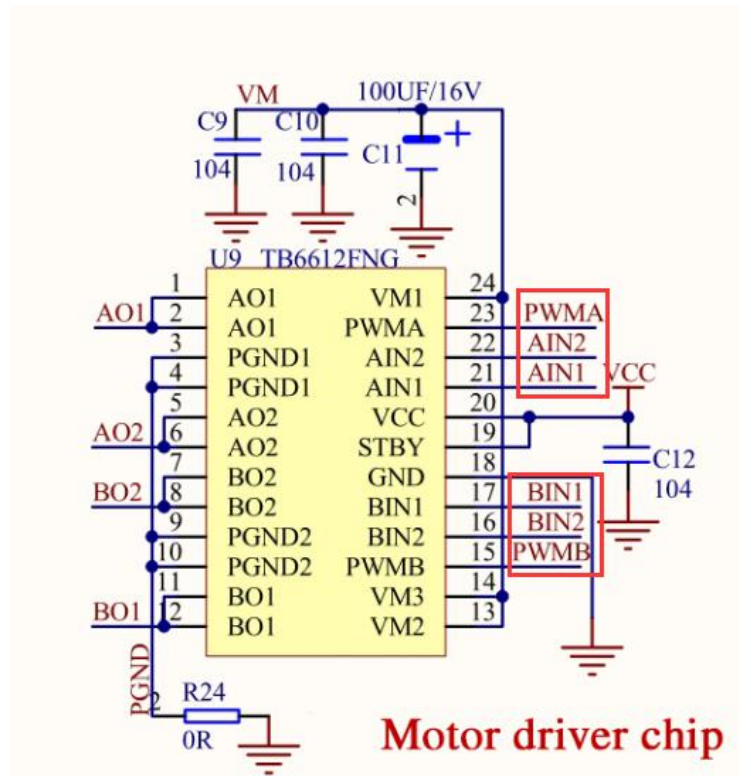 VM 100UF/16V
C9 C10
104 104 C11
2
U9 TB6612FNG
1 AO1 VM1 24
AO1 2 AO1 PWMA 23 PWMA
3 PGND1 AIN2 22 AIN2
4 PGND1 AIN1 21 AIN1 VCC
5 AO2 VCC 20
AO2 6 AO2 STBY 19 C12
7 BO2 GND 18 104
BO2 8 BO2 BIN1 17 BIN1
9 PGND2 BIN2 16 BIN2
10 PGND2 PWMB 15 PWMB
11 BO1 VM3 14
BO1 12 BO1 VM2 13
PGND 2 R24
0R
Motor driver chip